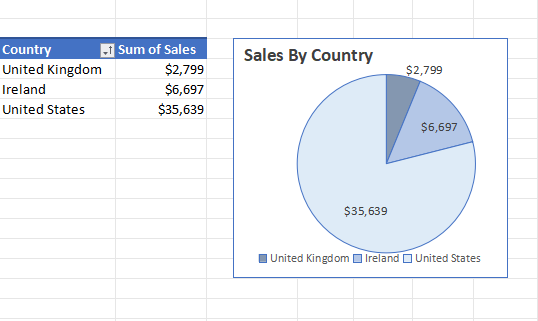 Country Sum of Sales
United Kingdom $2,799
Ireland $6,697
United States $35,639
Sales By Country
$2,799
$6,697
$35,639
United Kingdom Ireland United States